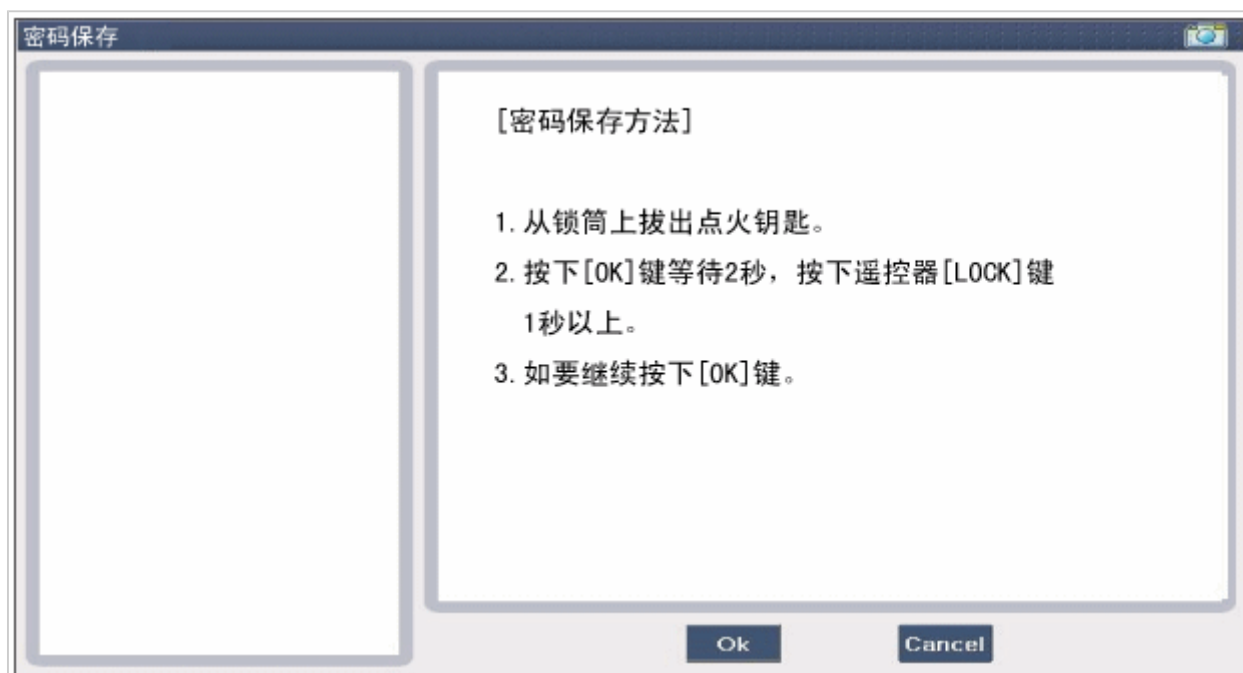 密码保存
[密码保存方法]
1.从锁筒上拔出点火钥匙。
2.按下[OK]键等待2秒，按下遥控器[LOCK]键
1秒以上。
3.如要继续按下[OK]键。
Ok
Cancel